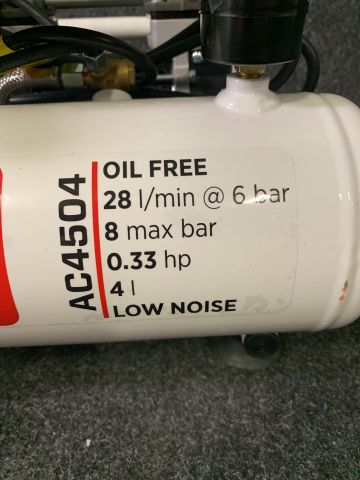 AC4504
OIL FREE
28 l/min @ 6 bar
8 max bar
0.33 hp
4 l
LOW NOISE